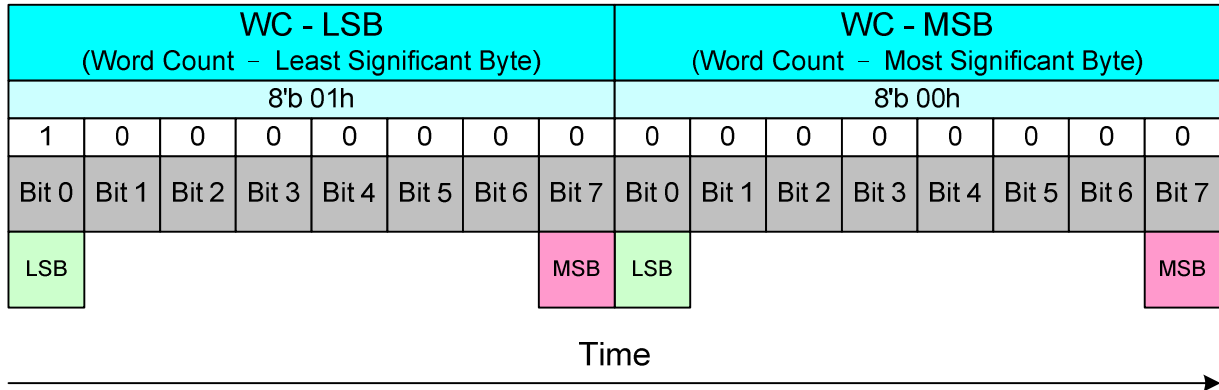 WC - LSB
(Word Count – Least Significant Byte)
WC - MSB
(Word Count – Most Significant Byte)
8'b 01h
8'b 00h
1 0 0 0 0 0 0 0 0 0 0 0 0 0 0 0
Bit 0 Bit 1 Bit 2 Bit 3 Bit 4 Bit 5 Bit 6 Bit 7 Bit 0 Bit 1 Bit 2 Bit 3 Bit 4 Bit 5 Bit 6 Bit 7
LSB MSB LSB MSB
Time